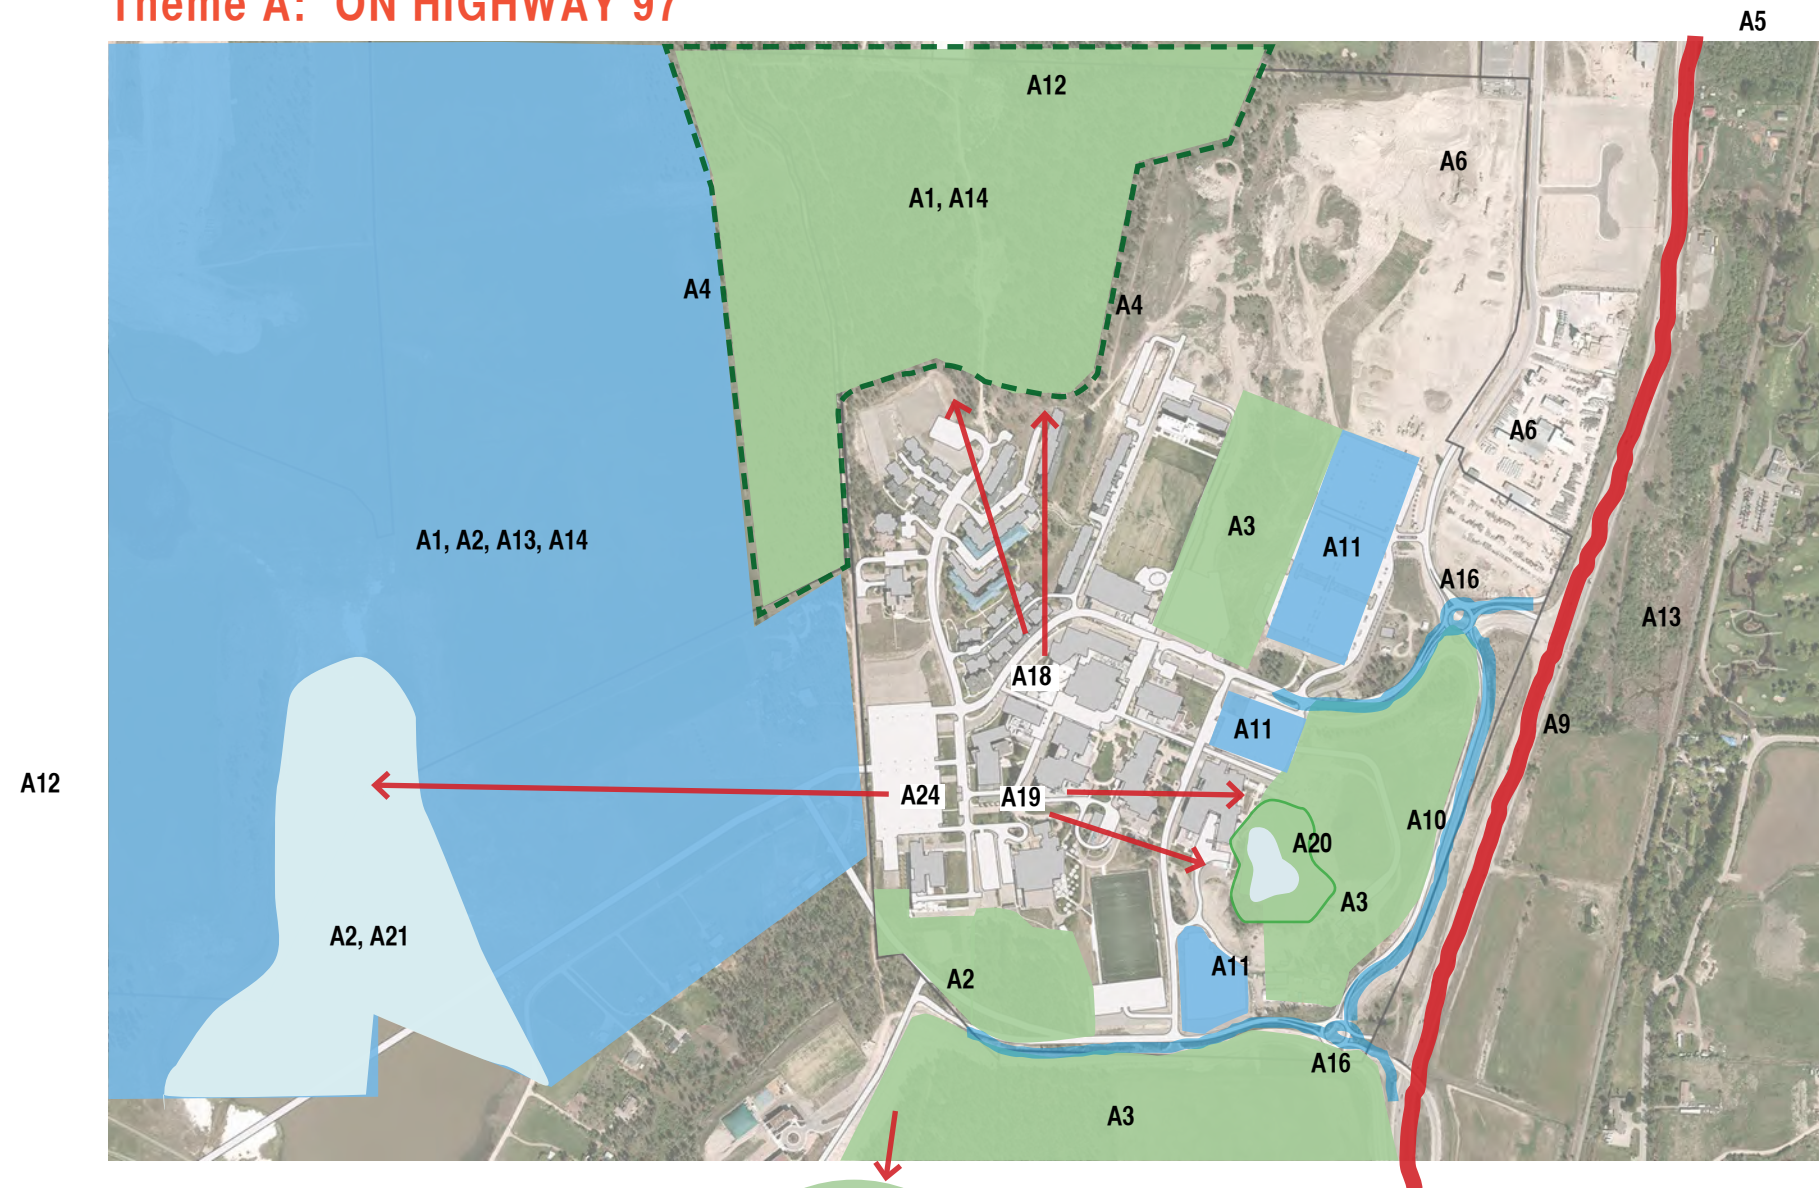 Theme A: ON HIGHWAY 97
A5
A12
A6
A1, A14
A4
A4
A6
A3
A1, A2, A13, A14
A11
A16
A13
A18
A9
A11
A12
A24
A19
A10
A20
A3
A2, A21
A11
A2
A16
A3